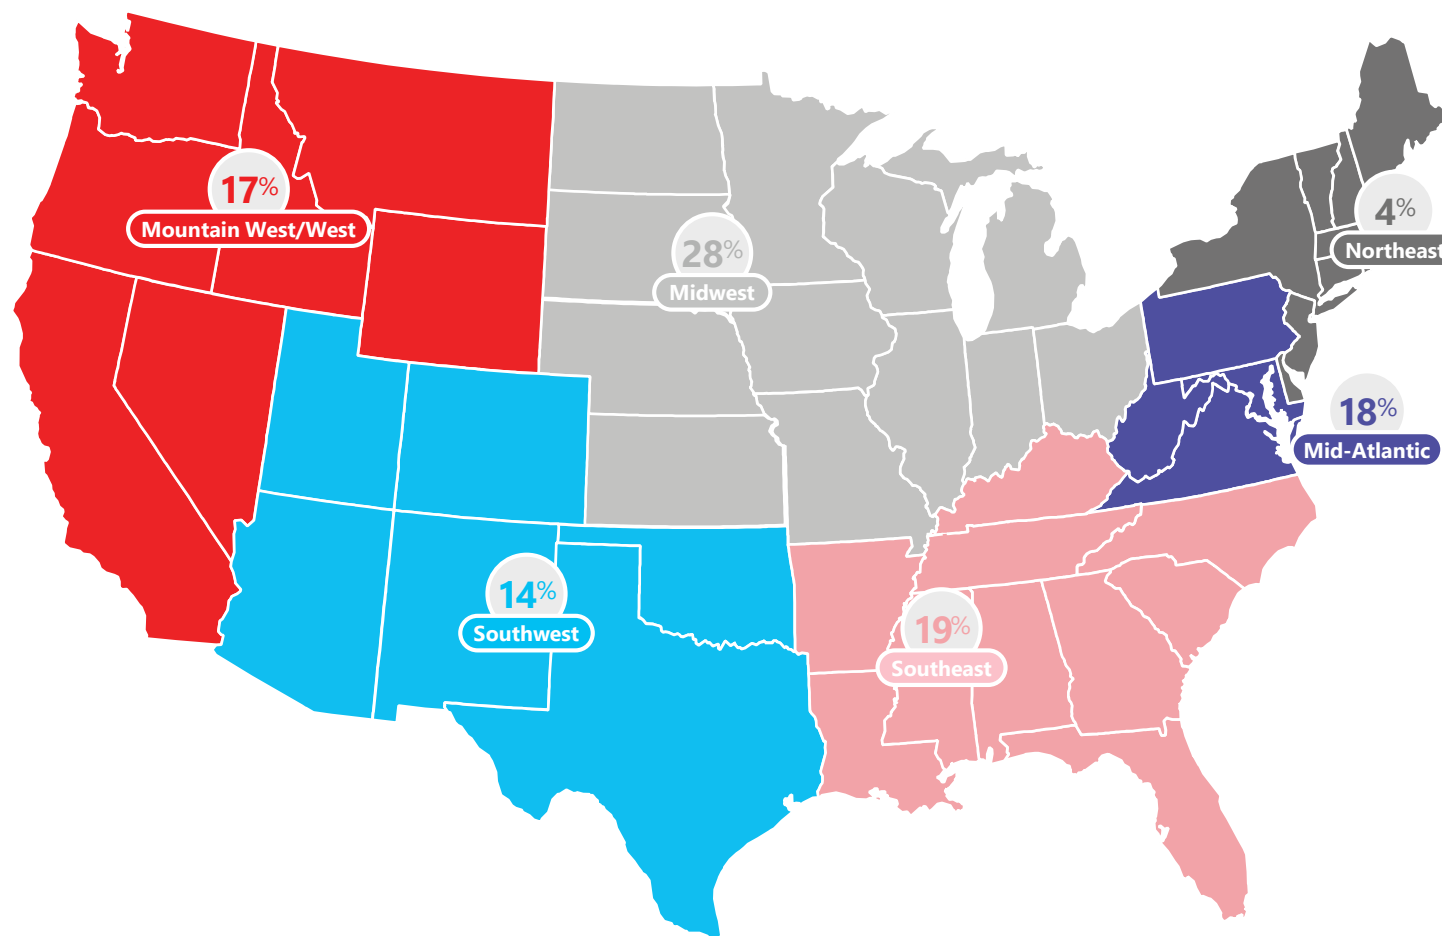 17%
Mountain West/West
28%
Midwest
4%
Northeast
18%
Mid-Atlantic
14%
Southwest
19%
Southeast